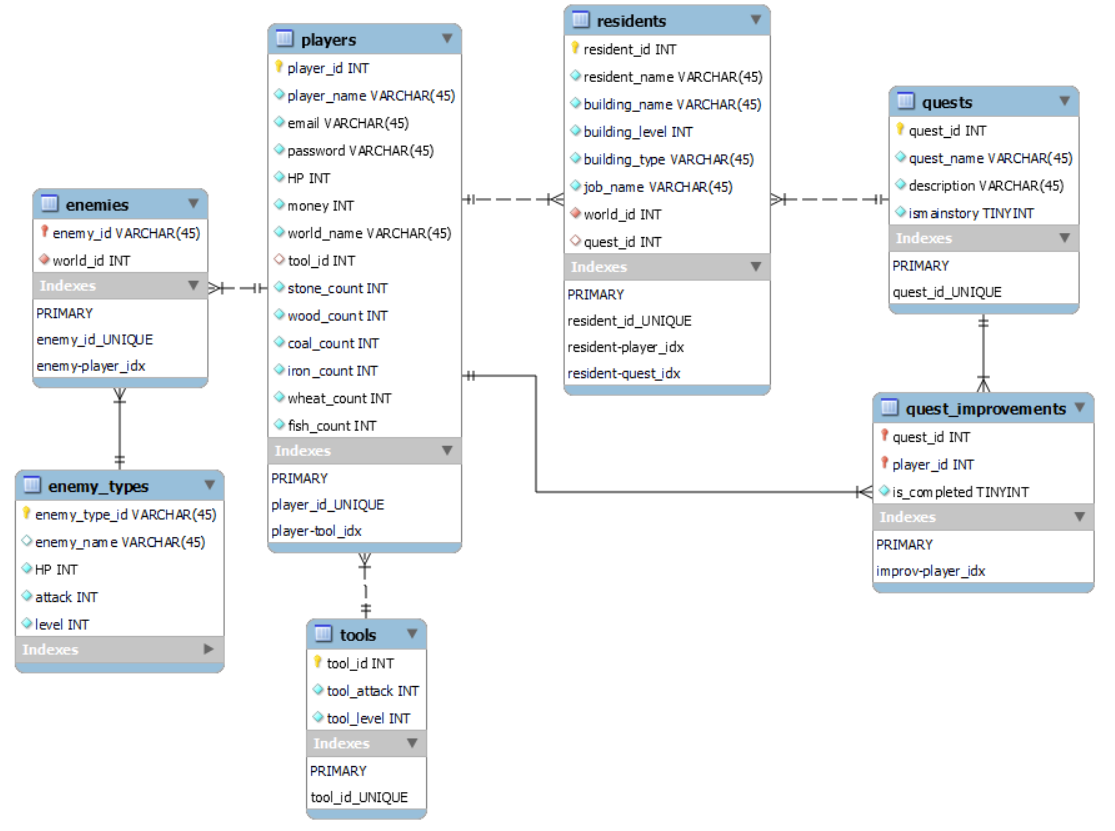 players
player_id INT
player_name VARCHAR(45)
email VARCHAR(45)
password VARCHAR(45)
HP INT
money INT
world_name VARCHAR(45)
tool_id INT
stone_count INT
wood_count INT
coal_count INT
iron_count INT
wheat_count INT
fish_count INT
Indexes
PRIMARY
player_id_UNIQUE
player-tool_idx
residents
resident_id INT
resident_name VARCHAR(45)
building_name VARCHAR(45)
building_level INT
building_type VARCHAR(45)
job_name VARCHAR(45)
world_id INT
quest_id INT
Indexes
PRIMARY
resident_id_UNIQUE
resident-player_idx
resident-quest_idx
quests
quest_id INT
quest_name VARCHAR(45)
description VARCHAR(45)
ismainstory TINYINT
Indexes
PRIMARY
quest_id_UNIQUE
enemies
enemy_id VARCHAR(45)
world_id INT
Indexes
PRIMARY
enemy_id_UNIQUE
enemy-player_idx
quest_improvements
quest_id INT
player_id INT
is_completed TINYINT
Indexes
PRIMARY
improv-player_idx
enemy_types
enemy_type_id VARCHAR(45)
enemy_name VARCHAR(45)
HP INT
attack INT
level INT
Indexes
tools
tool_id INT
tool_attack INT
tool_level INT
Indexes
PRIMARY
tool_id_UNIQUE